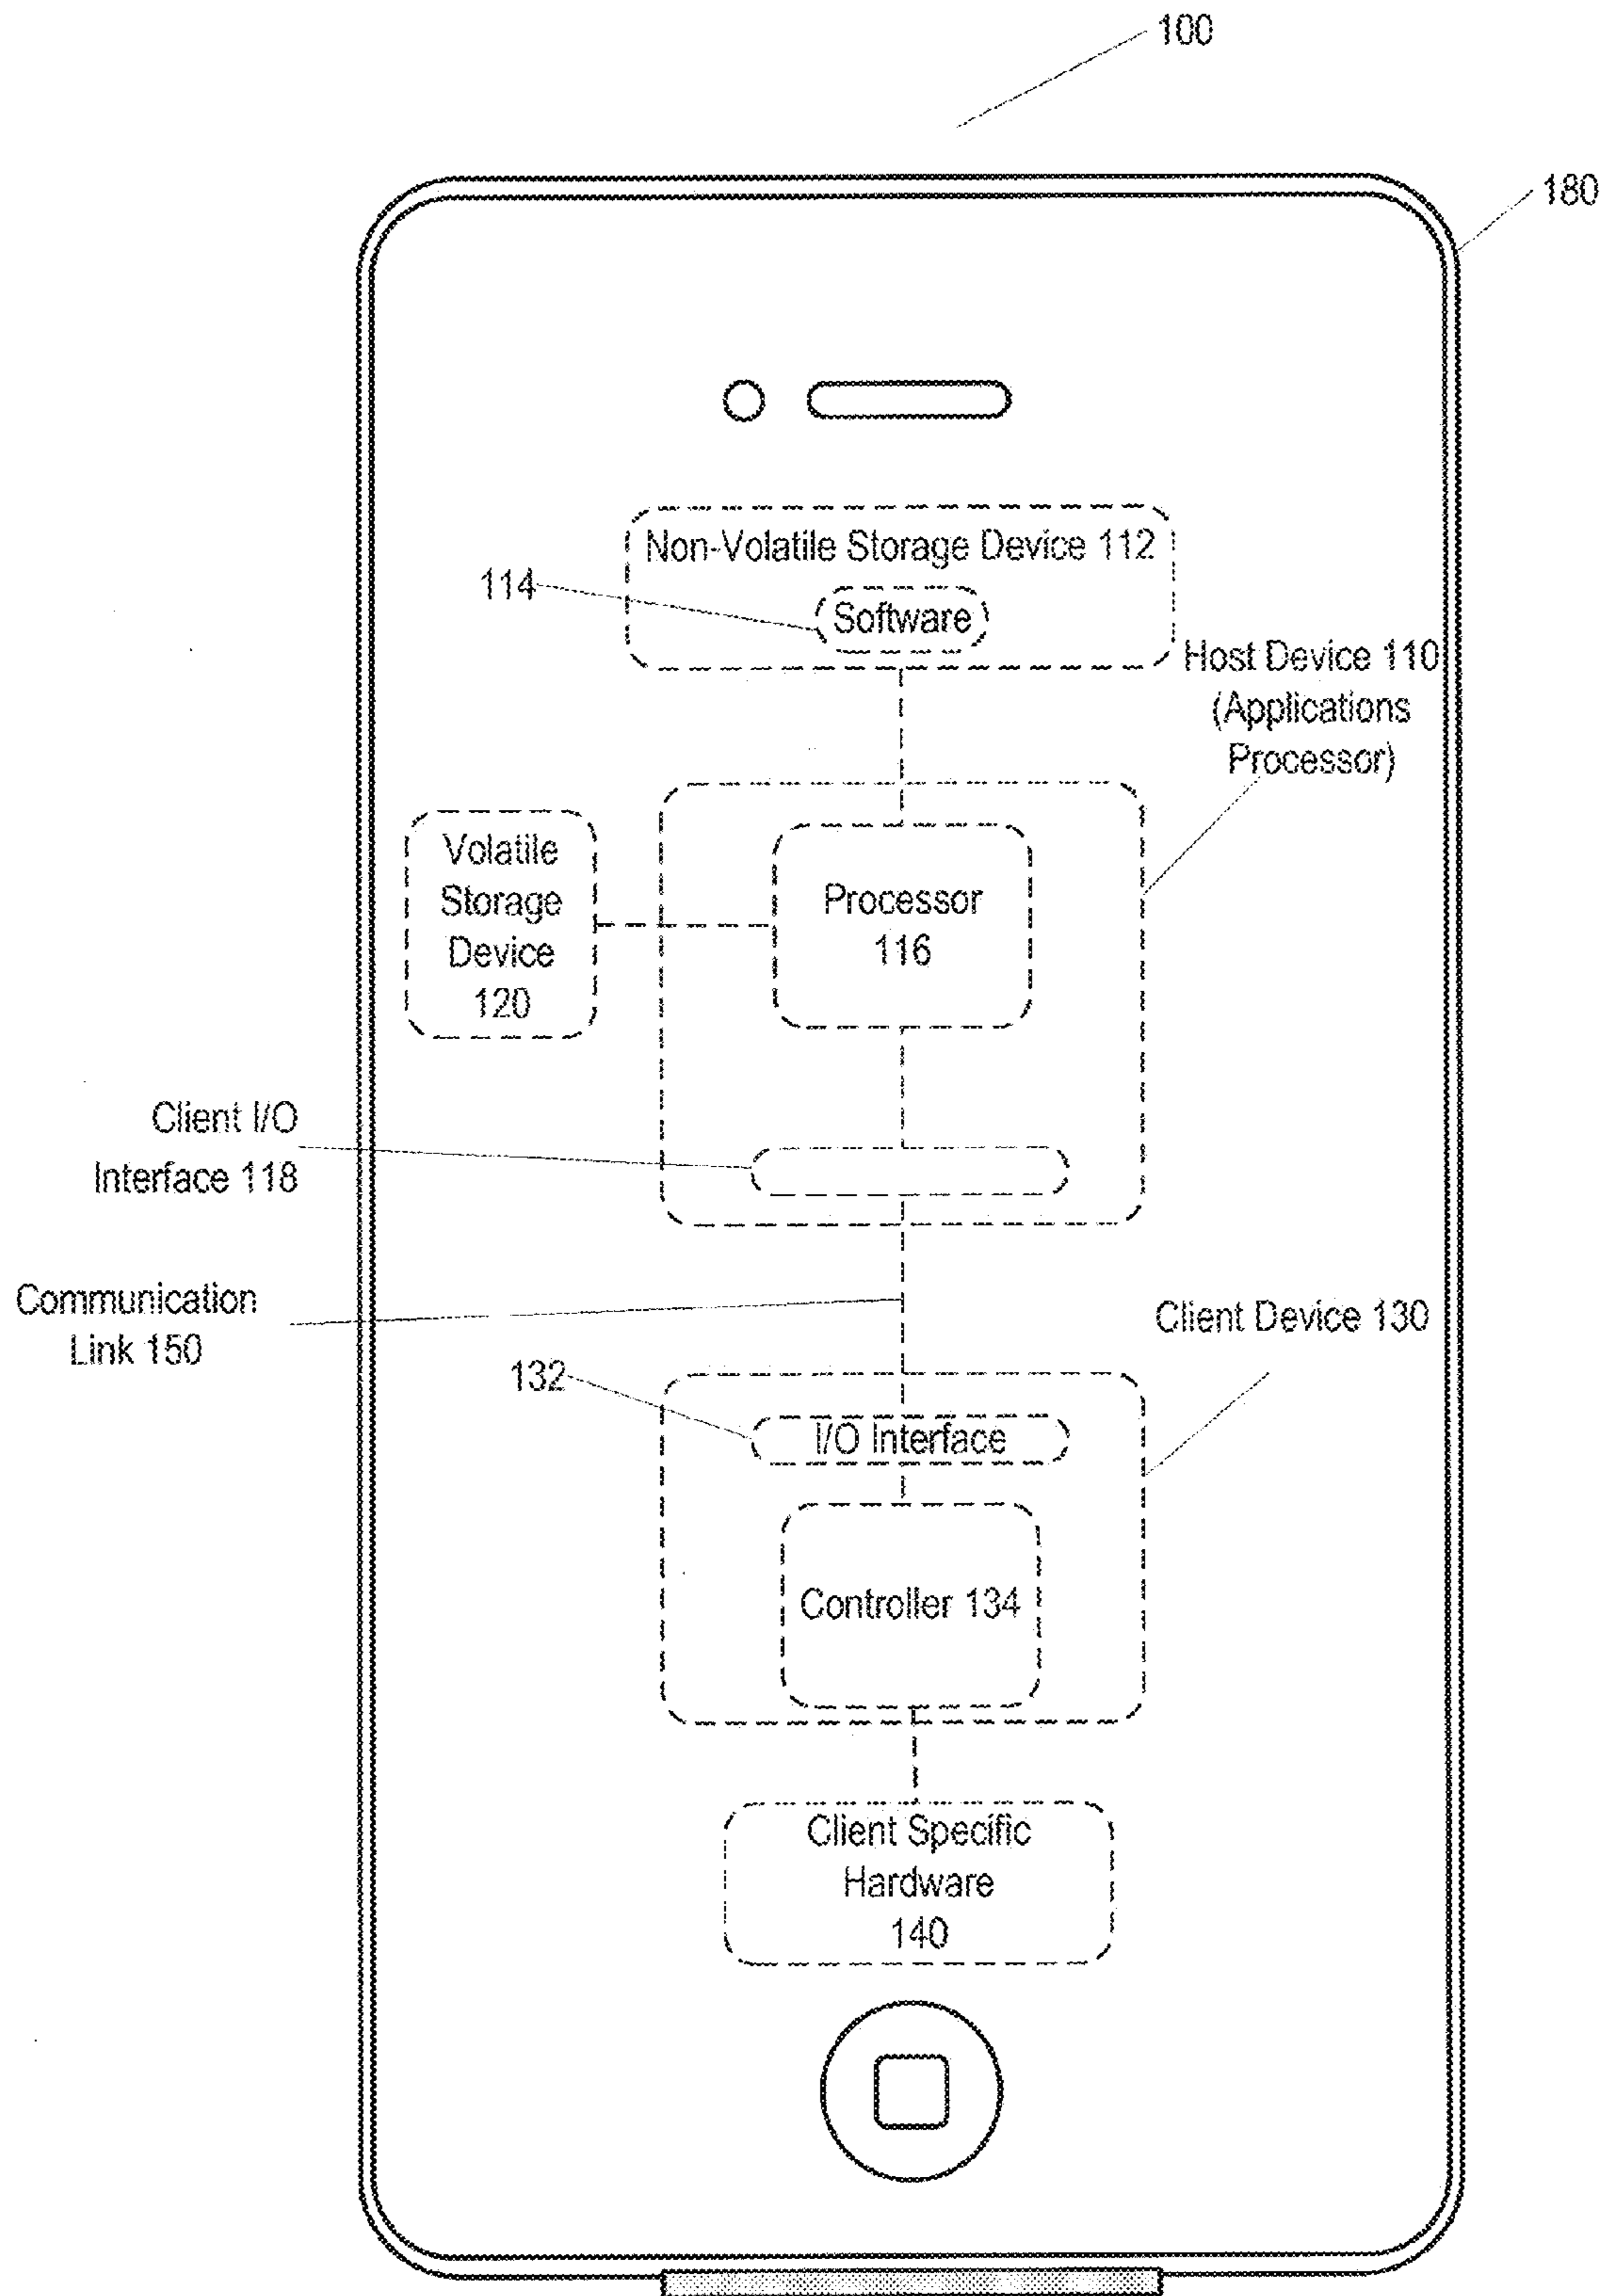 100
180
Non-Volatile Storage Device 112
114
Software
Host Device 110
(Applications
Processor)
Volatile
Storage
Device
120
Processor
116
Client I/O
Interface 118
Communication
Link 150
Client Device 130
132
I/O Interface
Controller 134
Client Specific
Hardware
140